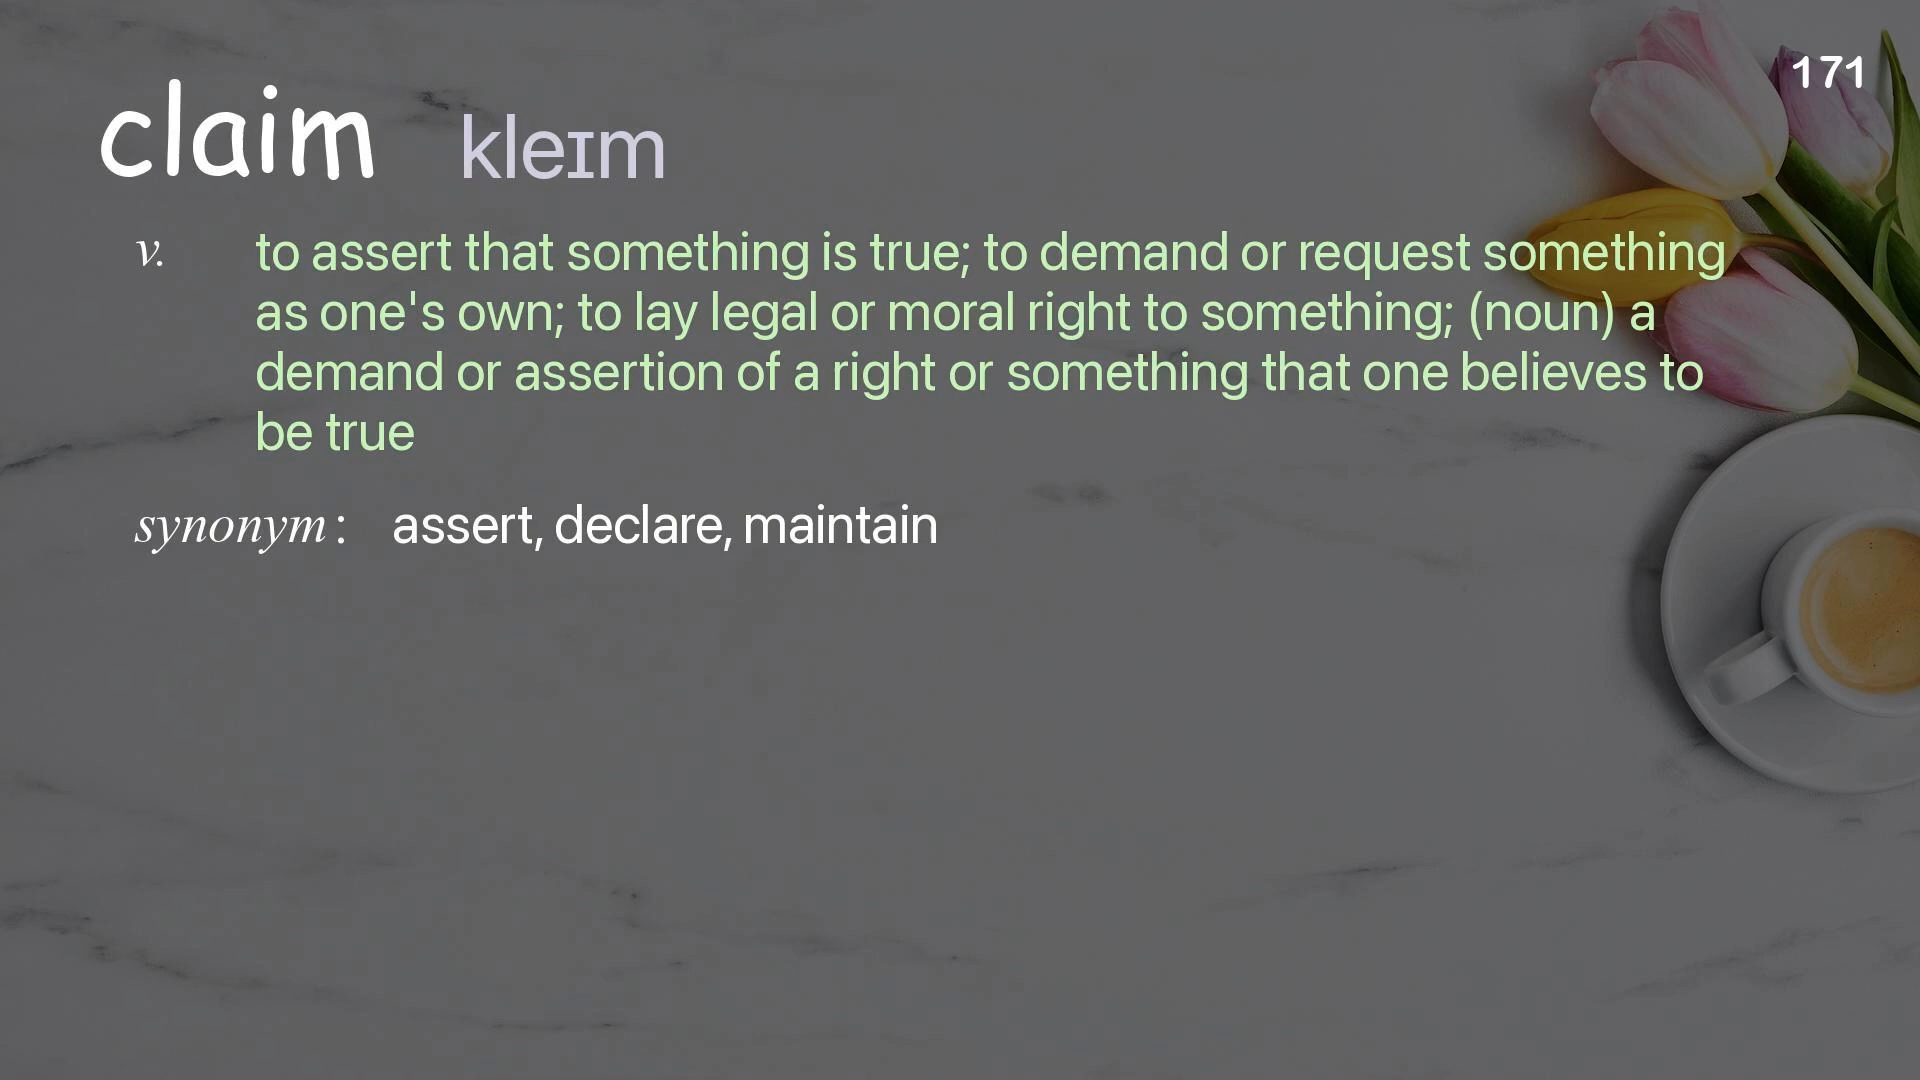 171
claim kleɪm
v. to assert that something is true; to demand or request something
as one's own; to lay legal or moral right to something; (noun) a
demand or assertion of a right or something that one believes to
be true
synonym : assert, declare, maintain